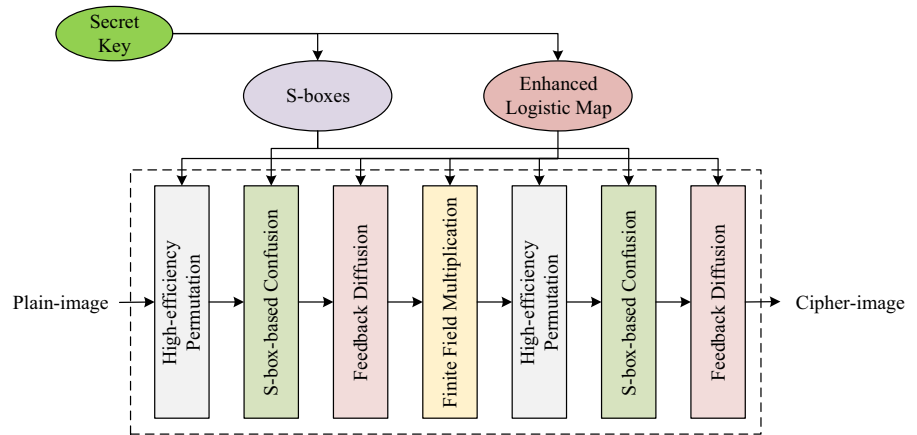 Secret
Key
S-boxes
Enhanced
Logistic Map
Plain-image
High-efficiency
Permutation
S-box-based Confusion
Feedback Diffusion
Finite Field Multiplication
High-efficiency
Permutation
S-box-based Confusion
Feedback Diffusion
Cipher-image